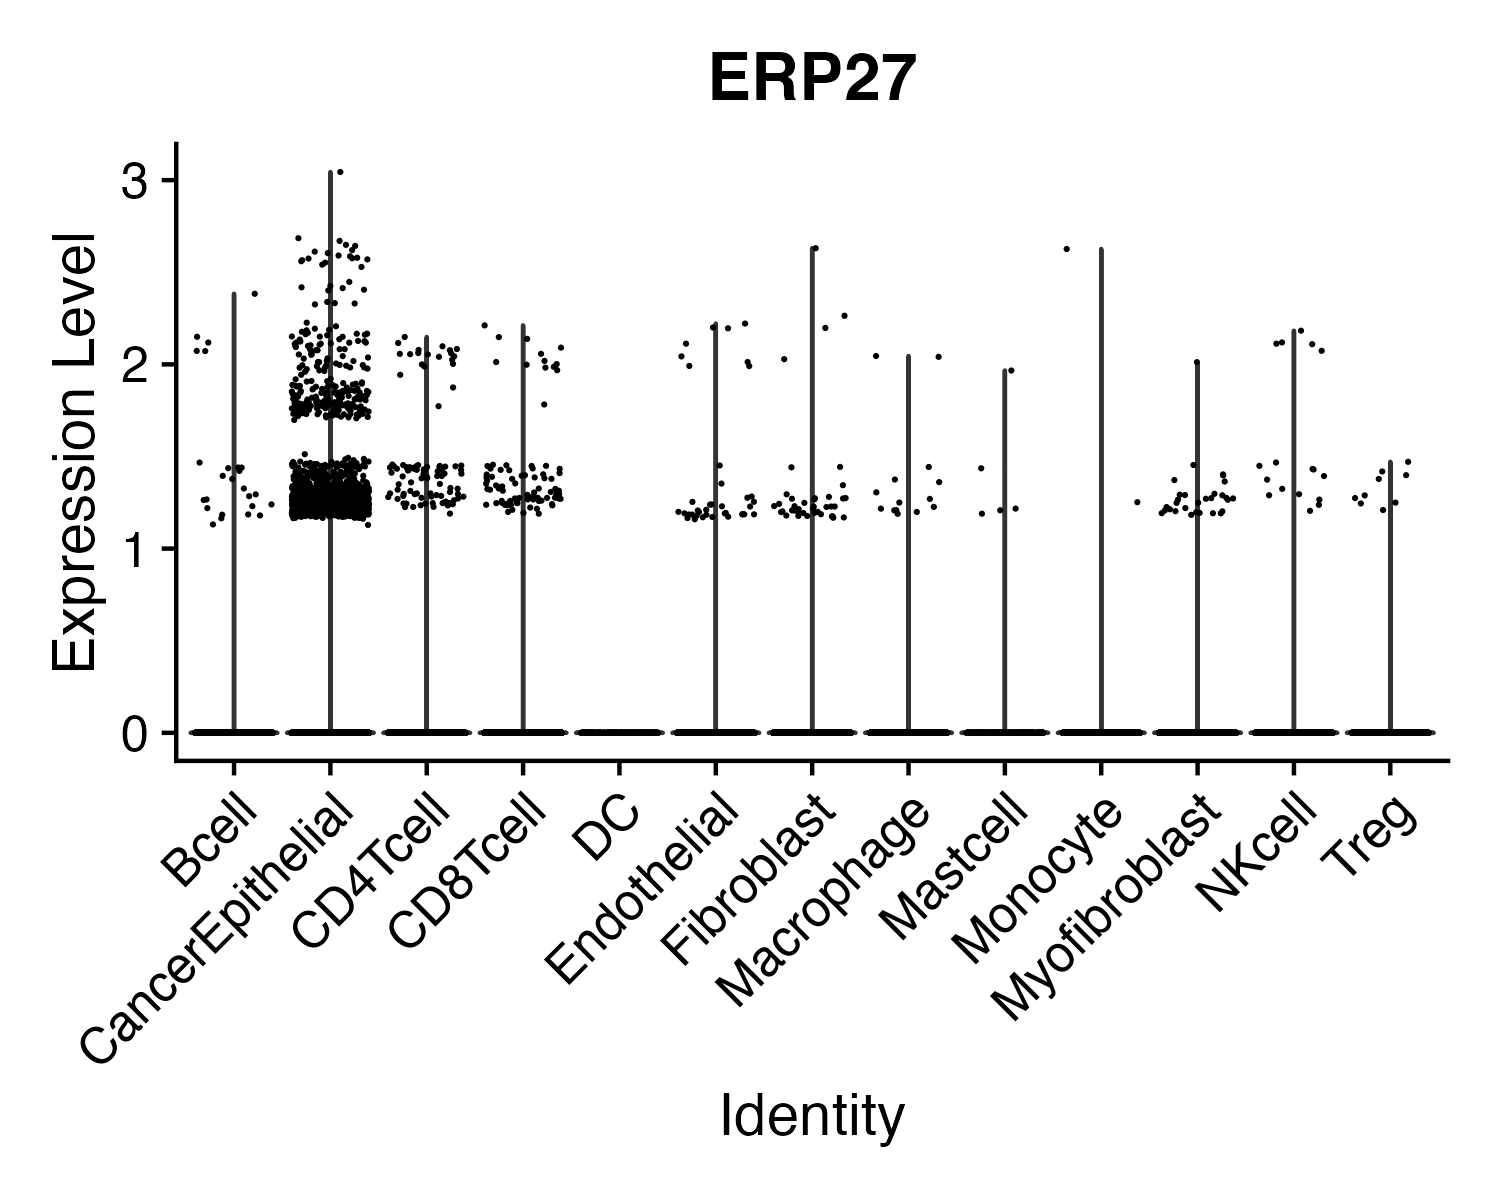 ERP27
Expression Level
3
2
1
0
Bcell
CancerEpithelial
CD4Tcell
CD8Tcell
DC
Endothelial
Fibroblast
Macrophage
Mastcell
Monocyte
Myofibroblast
NKcell
Treg
Identity